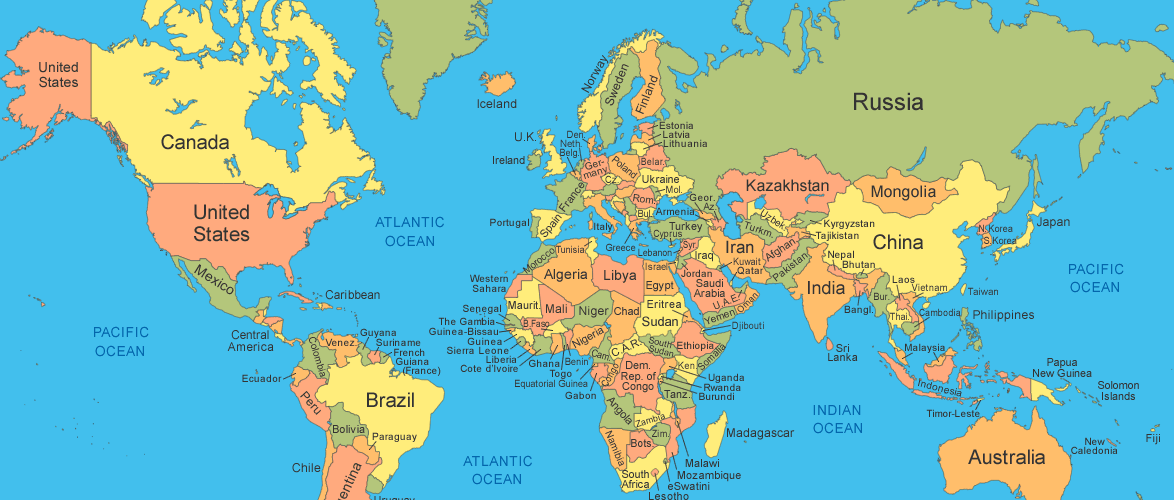 United
States
Canada
United
States
Mexico
ATLANTIC
OCEAN
PACIFIC
OCEAN
Caribbean
Central
America
Guyana
Suriname
French
Guiana
(France)
Venez.
Colombia
Ecuador
Peru
Brazil
Bolivia
Paraguay
Chile
entina
Uruguay
ATLANTIC
OCEAN
Iceland
Norway
Sweden
Finland
Russia
U.K.
Ireland
Den.
Neth.
Belg.
Estonia
Latvia
Lithuania
Ger-
many
Poland
Belar.
Ukraine
Mol.
Cz.
France
Rom.
Bul.
Portugal
Spain
Italy
Greece
Geor.
Az.
Armenia
Turkey
Cyprus
Lebanon
Syr.
Iraq
Iran
Israel
Jordan
Kuwait
Qatar
Saudi
Arabia
U.A.E.
Oman
Yemen
Kazakhstan
Uzbek.
Turkm.
Kyrgyzstan
Tajikistan
Afghan.
Pakistan
Mongolia
China
Nepal
Bhutan
India
Bangl.
Bur.
Laos
Vietnam
Thai.
Cambodia
Sri
Lanka
Malaysia
Indonesia
Philippines
Taiwan
N. Korea
S. Korea
Japan
PACIFIC
OCEAN
Morocco
Tunisia
Algeria
Libya
Egypt
Western
Sahara
Maurit.
Mali
Niger
Chad
Eritrea
Sudan
Djibouti
Senegal
The Gambia
Guinea-Bissau
Guinea
Sierra Leone
Liberia
Cote d'Ivoire
B.Faso
Ghana
Togo
Benin
Nigeria
Equatorial Guinea
Gabon
Cam.
C.A.R.
South
Sudan
Ethiopia
Somalia
Congo
Dem.
Rep. of
Congo
Ken.
Uganda
Rwanda
Burundi
Tanz.
Angola
Zambia
Zim.
Namibia
Bots.
South
Africa
Malawi
Mozambique
eSwatini
Lesotho
Madagascar
INDIAN
OCEAN
Timor-Leste
Papua
New Guinea
Solomon
Islands
Australia
New
Caledonia
Fiji